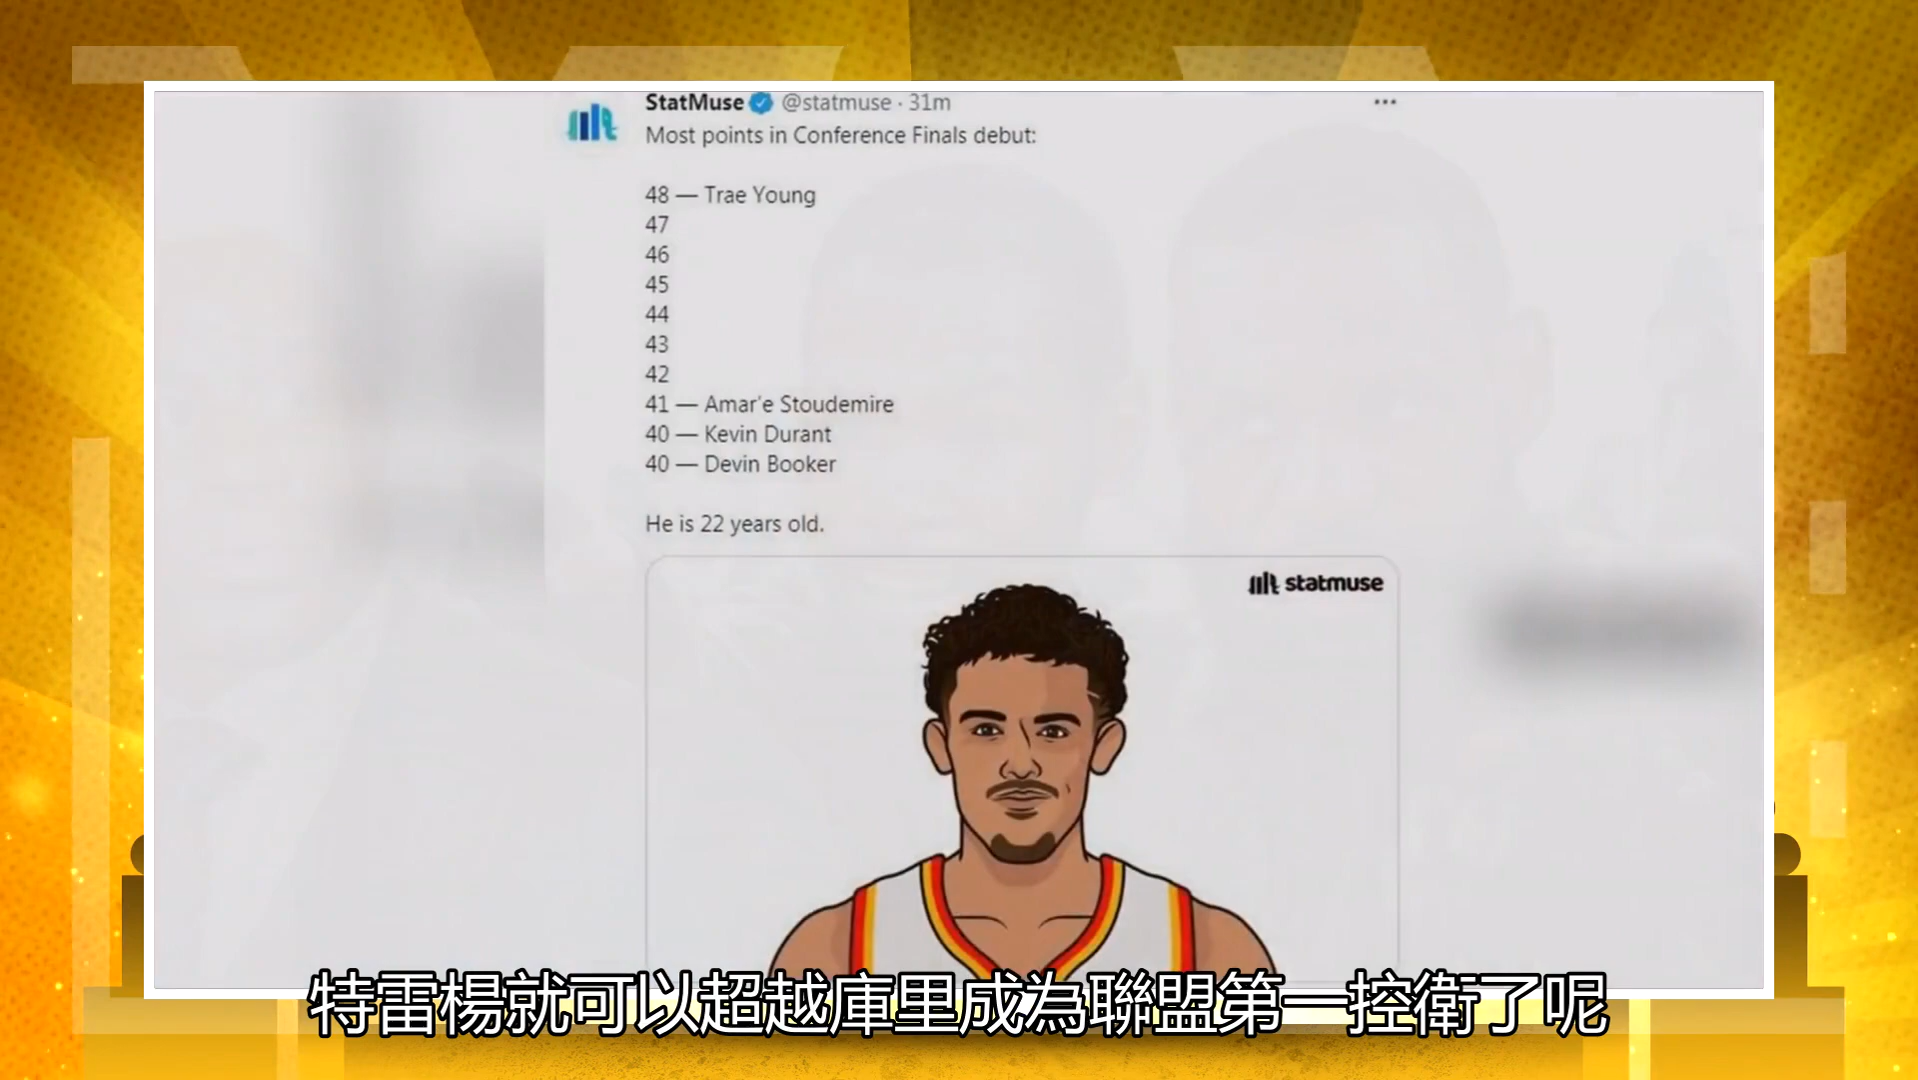 StatMuse @statmuse · 31m
Most points in Conference Finals debut:
48 — Trae Young
47
46
45
44
43
42
41 — Amar'e Stoudemire
40 — Kevin Durant
40 — Devin Booker
He is 22 years old.
statmuse
特雷楊就可以超越庫里成為聯盟第一控衛了呢